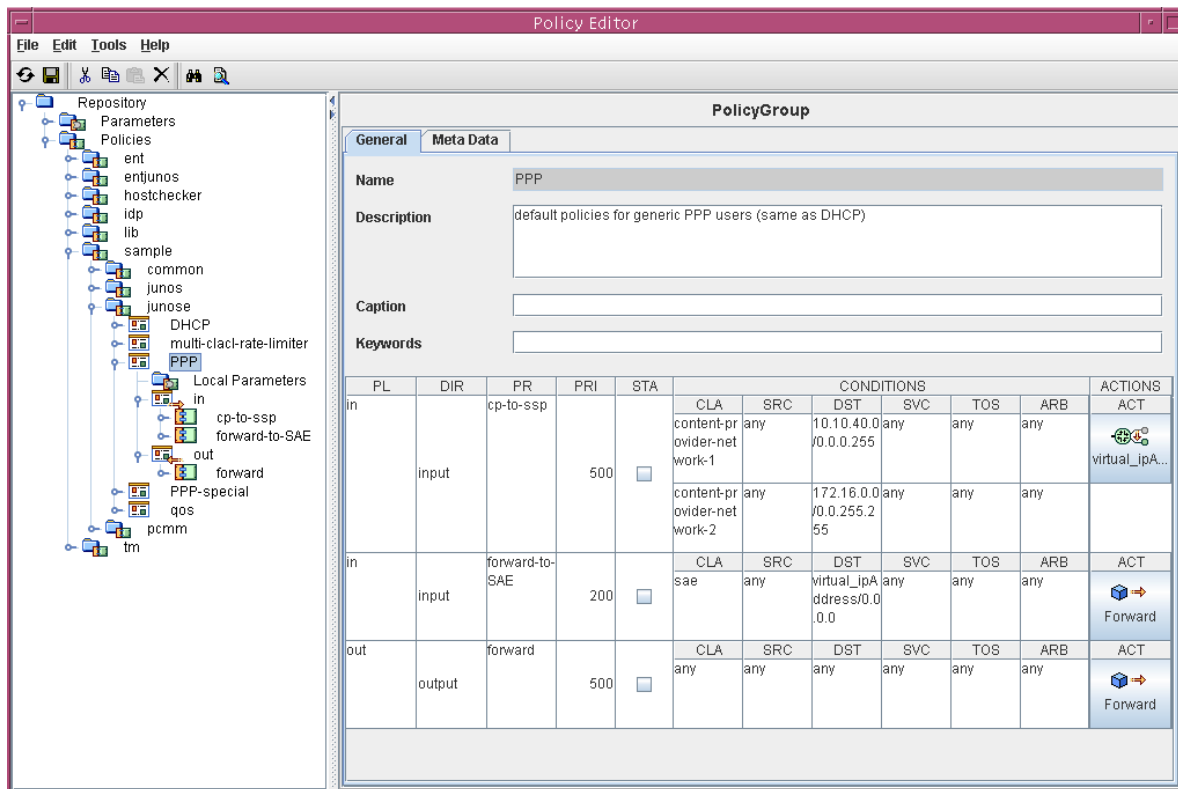 Policy Editor
File Edit Tools Help
Repository
Parameters
Policies
ent
entjunos
hostchecker
idp
lib
sample
common
junos
junose
DHCP
multi-clacl-rate-limiter
PPP
Local Parameters
in
cp-to-ssp
forward-to-SAE
out
forward
PPP-special
qos
pcmm
tm
PolicyGroup
General Meta Data
Name PPP
Description default policies for generic PPP users (same as DHCP)
Caption
Keywords
PL DIR PR PRI STA CONDITIONS ACTIONS
in input cp-to-ssp 500
CLA SRC DST SVC TOS ARB ACT
content-pr any 10.10.40.0 any any any
ovider-net /0.0.0.255
work-1
virtual_ipA...
content-pr any 172.16.0.0 any any any
ovider-net /0.0.255.2
work-2 55
in input forward-to- 200
SAE
CLA SRC DST SVC TOS ARB ACT
sae any virtual_ipA any any any
ddress/0.0
.0.0
Forward
out output forward 500
CLA SRC DST SVC TOS ARB ACT
any any any any any any
Forward